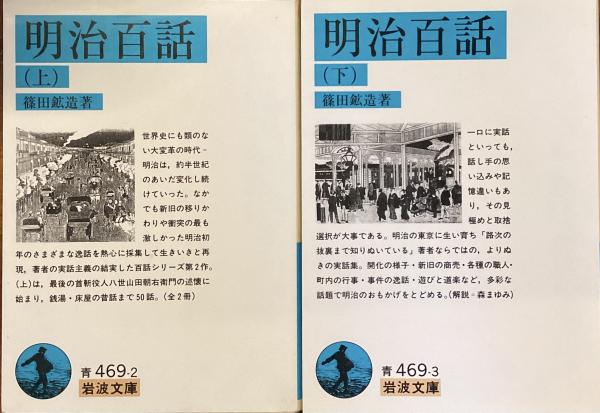 明治百話
(上)
篠田鉱造著
世界史にも類のな
い大変革の時代－
明治は，約半世紀
のあいだ変化し続
けていった。なか
でも新旧の移りか
わりや衝突の最も
激しかった明治初
年のさまざまな逸話を熱心に採集して生きいきと再
現，著者の実話主義の結実した百話シリーズ第2作。
(上)は，最後の首斬役人八世山田朝右衛門の述懐に
始まり，銭湯・床屋の昔話まで50話。(全2冊)
青 469-2
岩波文庫
明治百話
(下)
篠田鉱造著
一口に実話
といっても，
話し手の思
い込みや記
憶違いもあ
り，その見
極めと取捨
選択が大事である。明治の東京に生い育ち「路次の
抜裏まで知りぬいている」著者ならではの，よりぬ
きの実話集。開化の様子・新旧の商売・各種の職人・
町内の行事・事件の逸話・遊びと道楽など，多彩な
話題で明治のおもかげをとどめる。(解説＝森まゆみ)
青 469-3
岩波文庫